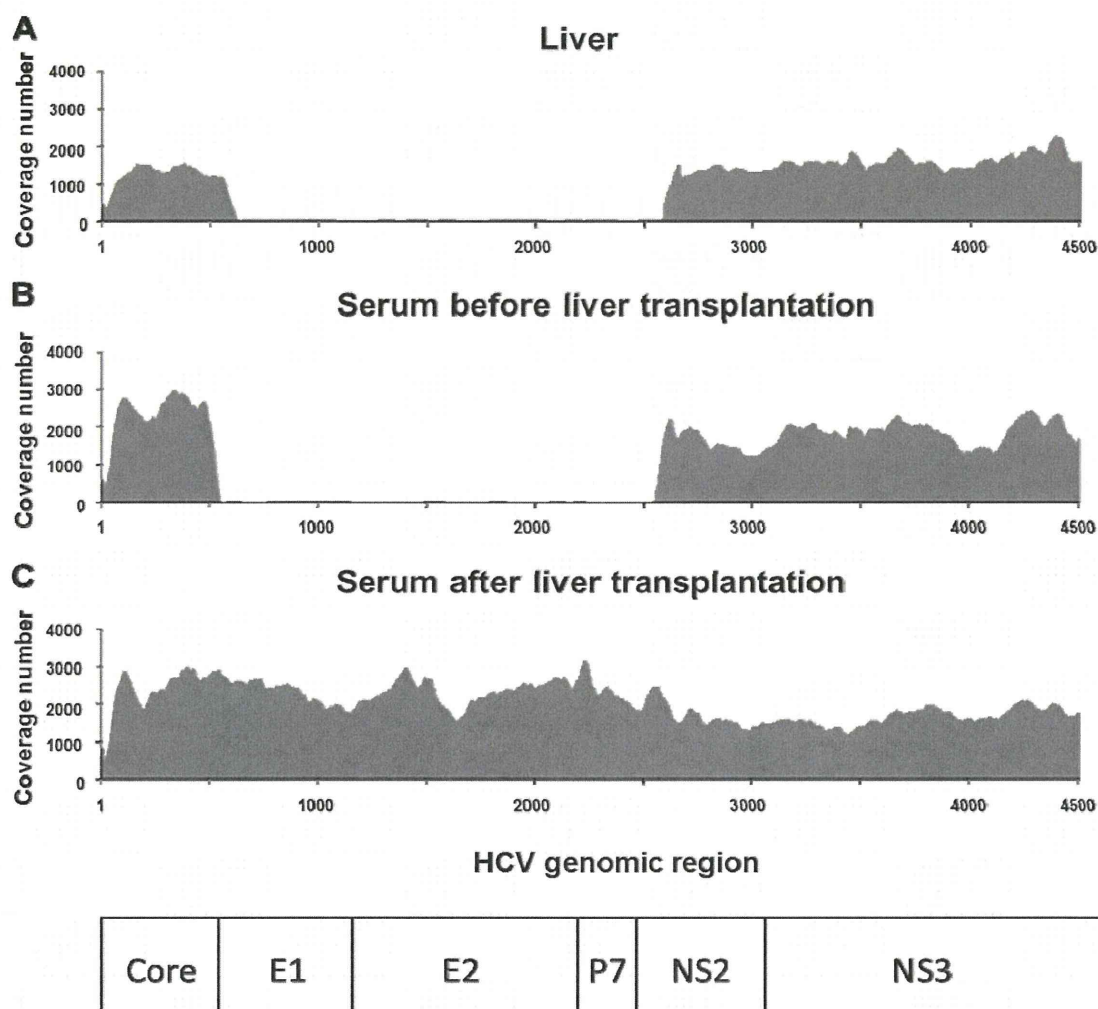 A
Liver
Coverage number
4000
3000
2000
1000
0
1 1000 2000 3000 4000 4500
B
Serum before liver transplantation
Coverage number
4000
3000
2000
1000
0
1 1000 2000 3000 4000 4500
C
Serum after liver transplantation
Coverage number
4000
3000
2000
1000
0
1 1000 2000 3000 4000 4500
HCV genomic region
Core E1 E2 P7 NS2 NS3